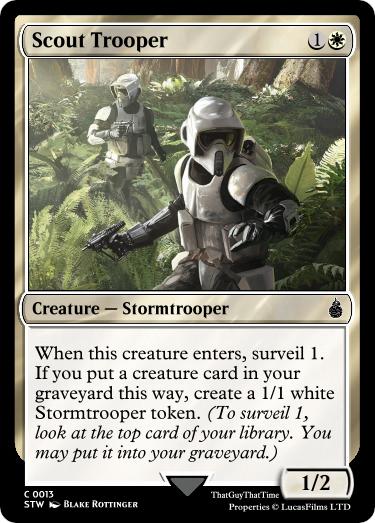 Scout Trooper 1
Creature — Stormtrooper
When this creature enters, surveil 1.
If you put a creature card in your
graveyard this way, create a 1/1 white
Stormtrooper token. (To surveil 1,
look at the top card of your library. You
may put it into your graveyard.)
1/2
C 0013
STW Blake Rottinger
ThatGuyThatTime
Properties © LucasFilms LTD